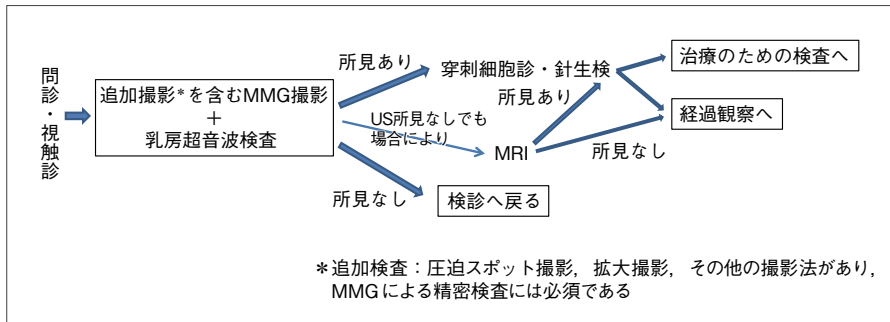 問診・視触診
追加撮影*を含むMMG撮影
+
乳房超音波検査
所見あり
US所見なしでも
場合により
所見なし
穿刺細胞診・針生検
所見あり
MRI
検診へ戻る
治療のための検査へ
経過観察へ
所見なし
*追加検査：圧迫スポット撮影，拡大撮影，その他の撮影法があり，
MMGによる精密検査には必須である